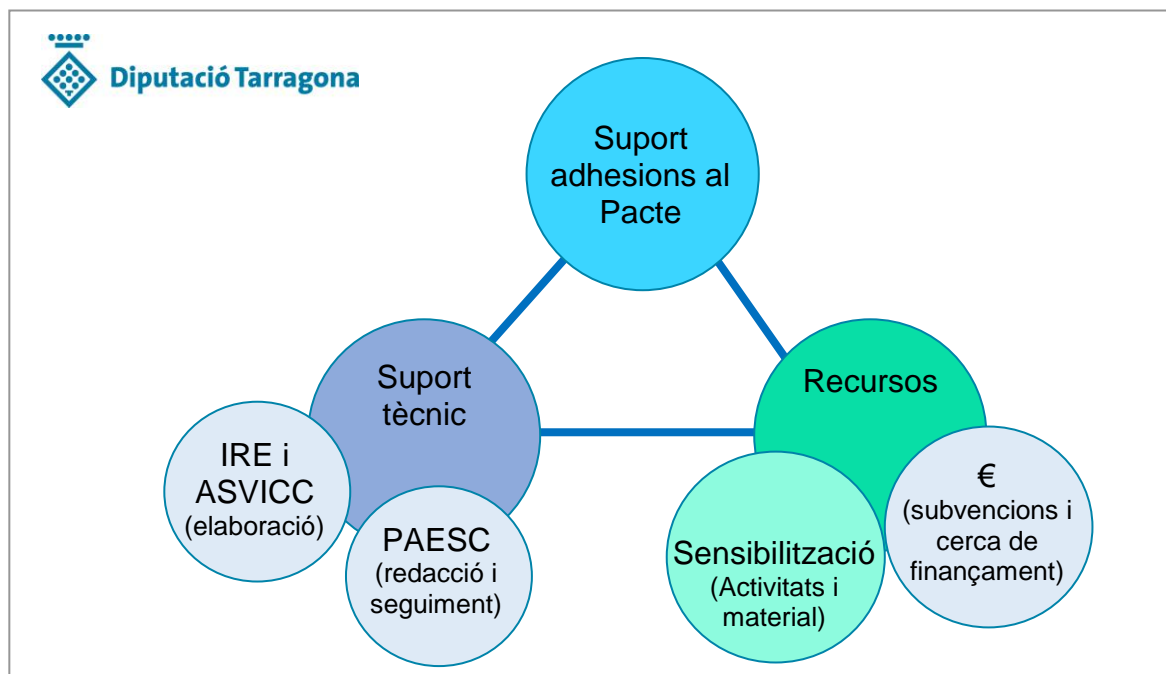 Diputació Tarragona
Suport
adhesions al
Pacte
Suport
tècnic
IRE i
ASVICC
(elaboració)
PAESC
(redacció i
seguiment)
Recursos
Sensibilització
(Activitats i
material)
€
(subvencions i
cerca de
finançament)